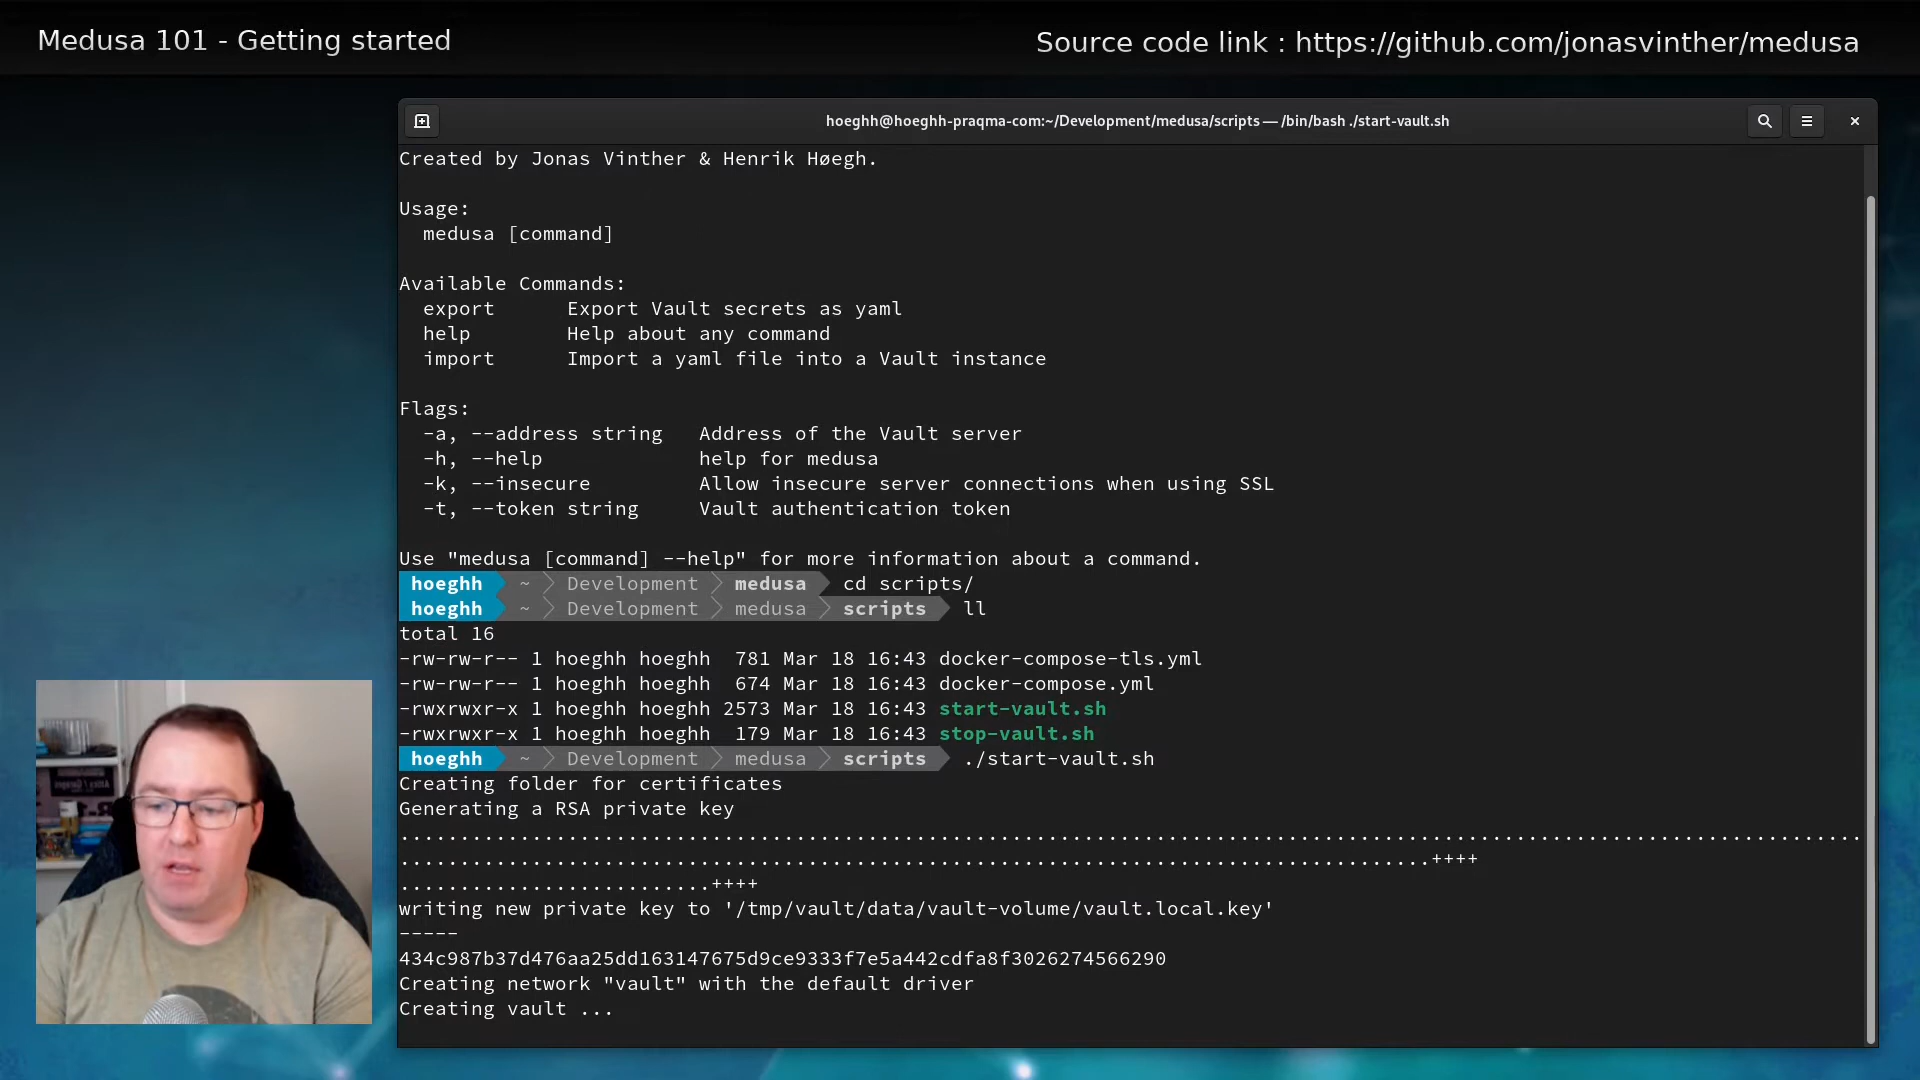 Medusa 101 - Getting started
Source code link : https://github.com/jonasvinther/medusa
hoeghh@hoeghh-praqma-com:~/Development/medusa/scripts — /bin/bash ./start-vault.sh
Created by Jonas Vinther & Henrik Høegh.
Usage:
  medusa [command]
Available Commands:
  export      Export Vault secrets as yaml
  help        Help about any command
  import      Import a yaml file into a Vault instance
Flags:
  -a, --address string   Address of the Vault server
  -h, --help             help for medusa
  -k, --insecure         Allow insecure server connections when using SSL
  -t, --token string     Vault authentication token
Use "medusa [command] --help" for more information about a command.
hoeghh ~ Development medusa cd scripts/
hoeghh ~ Development medusa scripts ll
total 16
-rw-rw-r-- 1 hoeghh hoeghh  781 Mar 18 16:43 docker-compose-tls.yml
-rw-rw-r-- 1 hoeghh hoeghh  674 Mar 18 16:43 docker-compose.yml
-rwxrwxr-x 1 hoeghh hoeghh 2573 Mar 18 16:43 start-vault.sh
-rwxrwxr-x 1 hoeghh hoeghh  179 Mar 18 16:43 stop-vault.sh
hoeghh ~ Development medusa scripts ./start-vault.sh
Creating folder for certificates
Generating a RSA private key
..........................................................................................................................
......................................................................................++++
..........................++++
writing new private key to '/tmp/vault/data/vault-volume/vault.local.key'
-----
434c987b37d476aa25dd163147675d9ce9333f7e5a442cdfa8f3026274566290
Creating network "vault" with the default driver
Creating vault ...